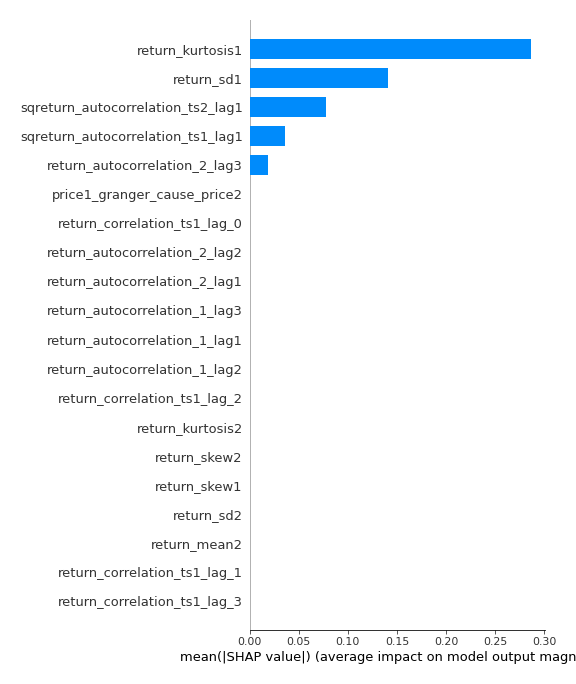 return_kurtosis1
return_sd1
sqreturn_autocorrelation_ts2_lag1
sqreturn_autocorrelation_ts1_lag1
return_autocorrelation_2_lag3
price1_granger_cause_price2
return_correlation_ts1_lag_0
return_autocorrelation_2_lag2
return_autocorrelation_2_lag1
return_autocorrelation_1_lag3
return_autocorrelation_1_lag1
return_autocorrelation_1_lag2
return_correlation_ts1_lag_2
return_kurtosis2
return_skew2
return_skew1
return_sd2
return_mean2
return_correlation_ts1_lag_1
return_correlation_ts1_lag_3
0.00 0.05 0.10 0.15 0.20 0.25 0.30
mean(|SHAP value|) (average impact on model output magn